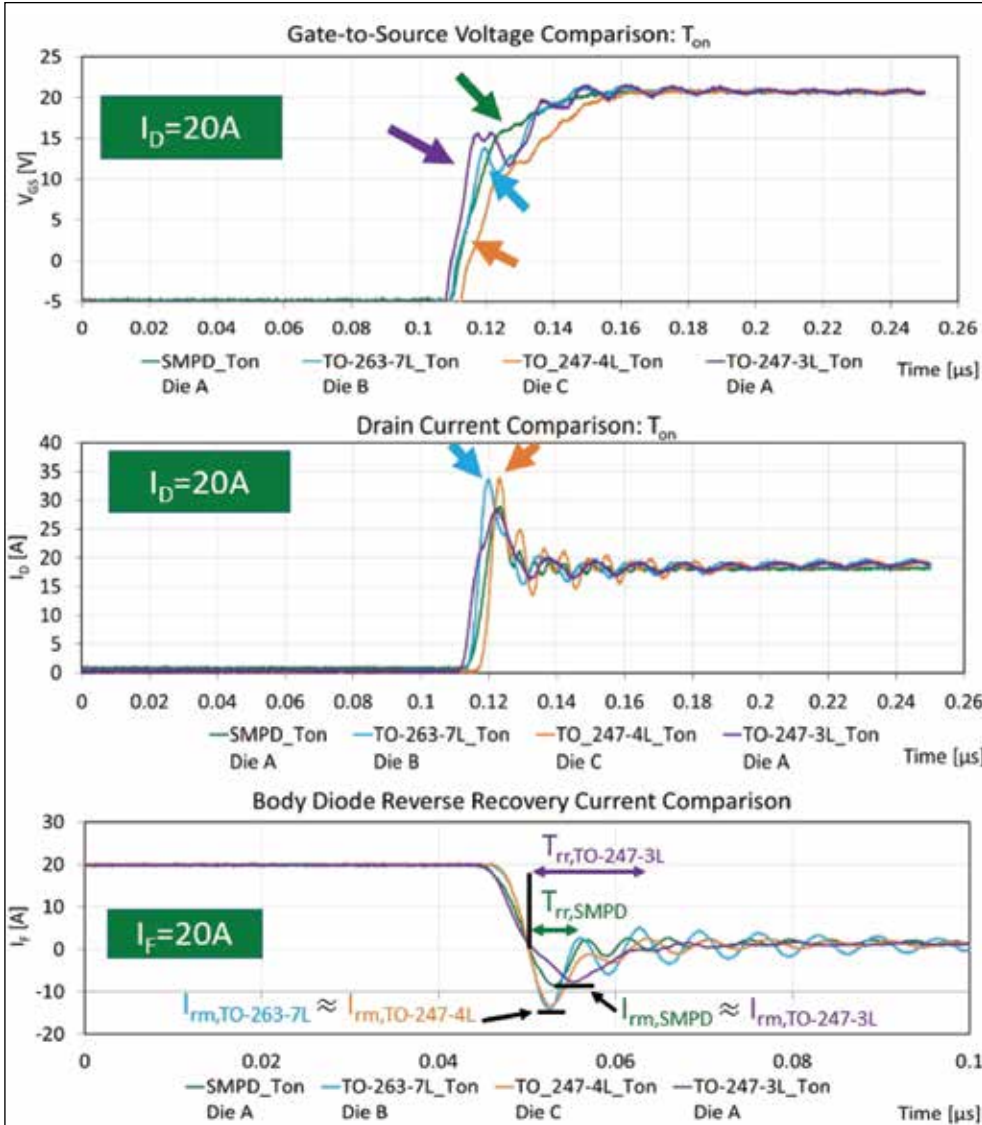 Gate-to-Source Voltage Comparison: Ton
ID=20A
VGS [V]
25
20
15
10
5
0
-5
0 0.02 0.04 0.06 0.08 0.1 0.12 0.14 0.16 0.18 0.2 0.22 0.24 0.26
SMPD_Ton TO-263-7L_Ton TO_247-4L_Ton TO-247-3L_Ton
Die A Die B Die C Die A
Time [µs]
Drain Current Comparison: Ton
ID=20A
ID [A]
40
35
30
25
20
15
10
5
0
0 0.02 0.04 0.06 0.08 0.1 0.12 0.14 0.16 0.18 0.2 0.22 0.24 0.26
SMPD_Ton TO-263-7L_Ton TO_247-4L_Ton TO-247-3L_Ton
Die A Die B Die C Die A
Time [µs]
Body Diode Reverse Recovery Current Comparison
IF=20A
IF [A]
30
20
10
0
-10
-20
Trr,TO-247-3L
Trr,SMPD
Irm,TO-263-7L ≈ Irm,TO-247-4L
Irm,SMPD ≈ Irm,TO-247-3L
0 0.02 0.04 0.06 0.08 0.1
SMPD_Ton TO-263-7L_Ton TO_247-4L_Ton TO-247-3L_Ton
Die A Die B Die C Die A
Time [µs]